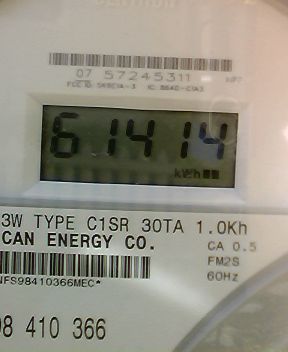 07 57245311
61414
kWh
3W TYPE C1SR 30TA 1.0Kh
CAN ENERGY CO.
CA 0.5
FM2S
60Hz
NFS98410366MEC*
98 410 366